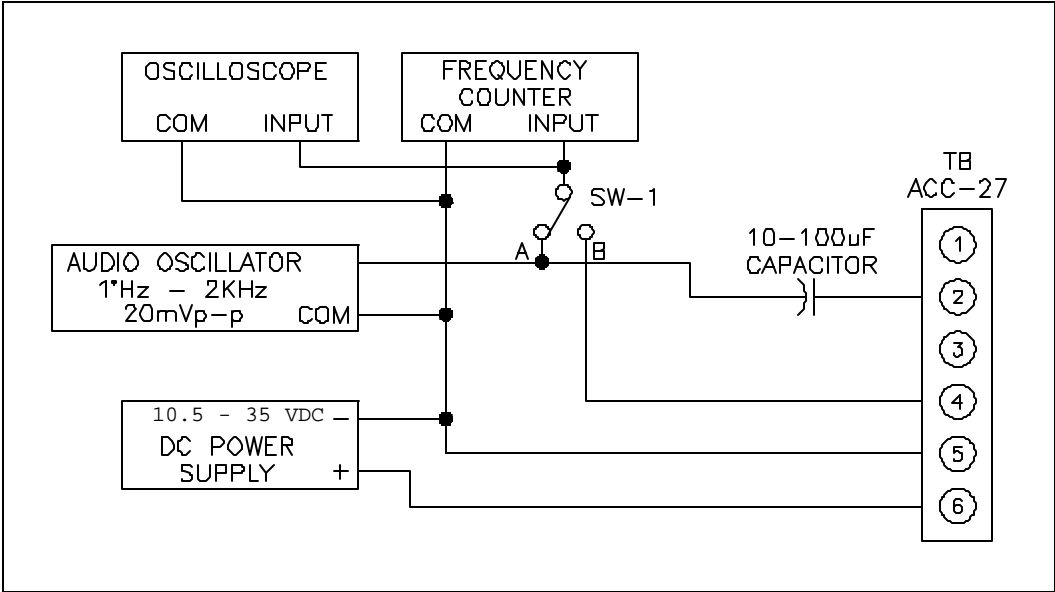 OSCILLOSCOPE
COM INPUT
FREQUENCY
COUNTER
COM INPUT
SW-1
A B
TB
ACC-27
AUDIO OSCILLATOR
1"Hz - 2KHz
20mVp-p COM
10-100uF
CAPACITOR
10.5 - 35 VDC −
DC POWER
SUPPLY +
1
2
3
4
5
6